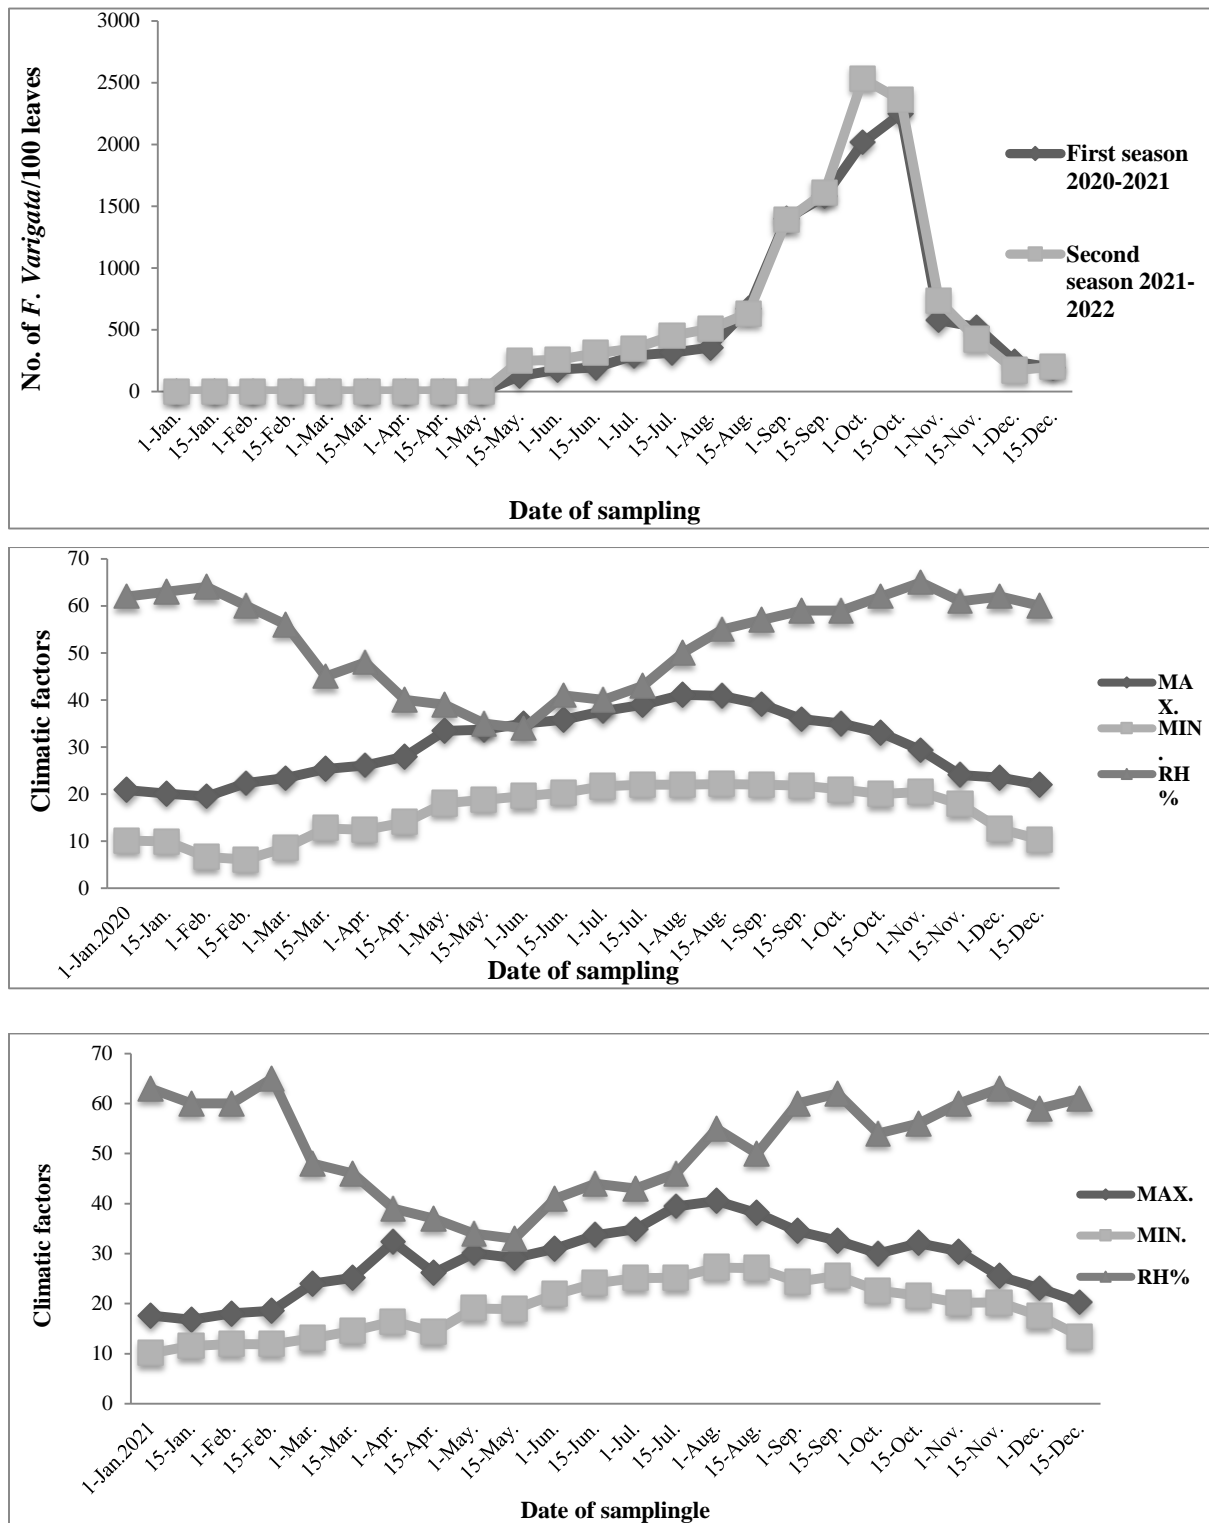 3000
2500
2000
1500
1000
500
0
No. of F. Varigata/100 leaves
First season
2020-2021
Second
season 2021-
2022
1-Jan.
15-Jan.
1-Feb.
15-Feb.
1-Mar.
15-Mar.
1-Apr.
15-Apr.
1-May.
15-May.
1-Jun.
15-Jun.
1-Jul.
15-Jul.
1-Aug.
15-Aug.
1-Sep.
15-Sep.
1-Oct.
15-Oct.
1-Nov.
15-Nov.
1-Dec.
15-Dec.
Date of sampling
70
60
50
40
30
20
10
0
Climatic factors
MA
X.
MIN
.
RH
%
1-Jan.2020
15-Jan.
1-Feb.
15-Feb.
1-Mar.
15-Mar.
1-Apr.
15-Apr.
1-May.
15-May.
1-Jun.
15-Jun.
1-Jul.
15-Jul.
1-Aug.
15-Aug.
1-Sep.
15-Sep.
1-Oct.
15-Oct.
1-Nov.
15-Nov.
1-Dec.
15-Dec.
Date of sampling
70
60
50
40
30
20
10
0
Climatic factors
MAX.
MIN.
RH%
1-Jan.2021
15-Jan.
1-Feb.
15-Feb.
1-Mar.
15-Mar.
1-Apr.
15-Apr.
1-May.
15-May.
1-Jun.
15-Jun.
1-Jul
15-Jul.
1-Aug.
15-Aug.
1-Sep.
15-Sep.
1-Oct.
15-Oct.
1-Nov.
15-Nov.
1-Dec.
15-Dec.
Date of samplingle